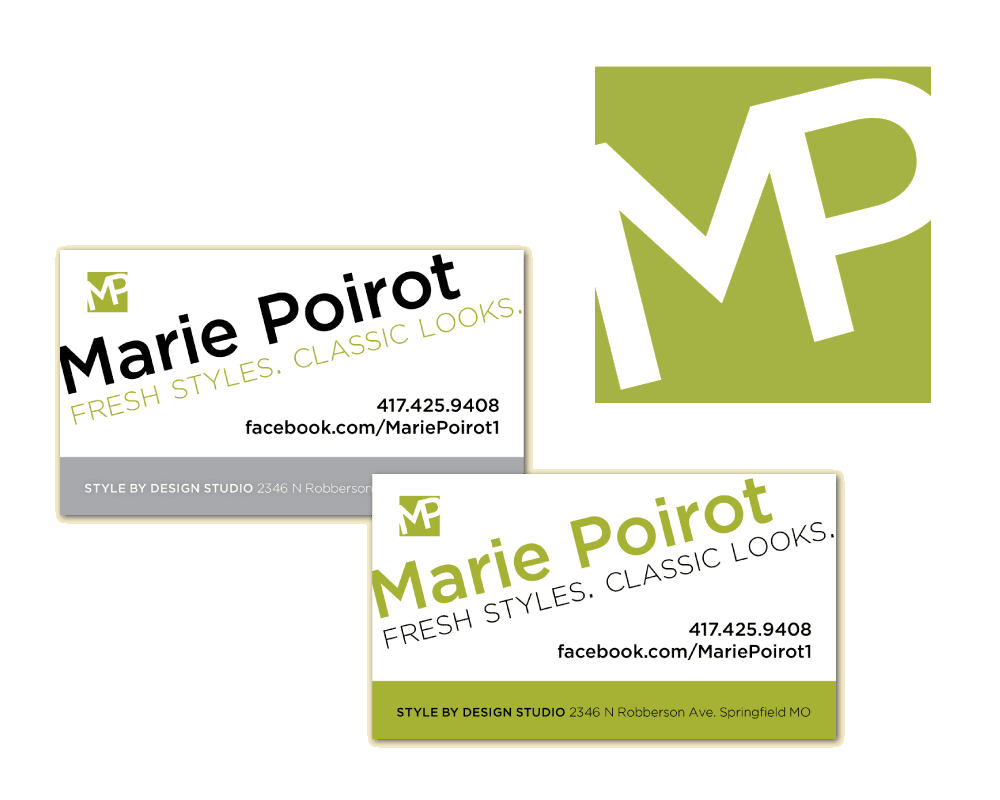 MP
MP
Marie Poirot
FRESH STYLES. CLASSIC LOOKS.
417.425.9408
facebook.com/MariePoirot1
STYLE BY DESIGN STUDIO 2346 N Robberson
MP
Marie Poirot
FRESH STYLES. CLASSIC LOOKS.
417.425.9408
facebook.com/MariePoirot1
STYLE BY DESIGN STUDIO 2346 N Robberson Ave. Springfield MO